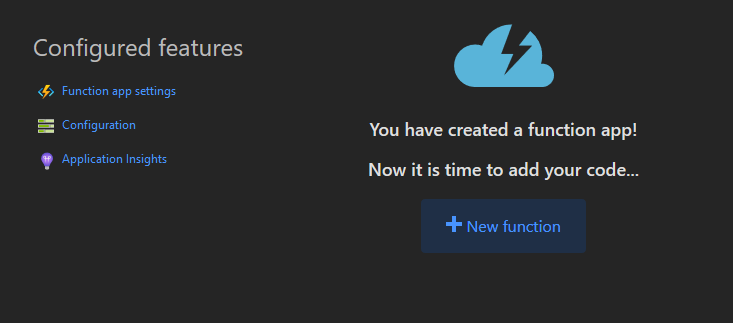 Configured features
Function app settings
Configuration
Application Insights
You have created a function app!
Now it is time to add your code...
New function